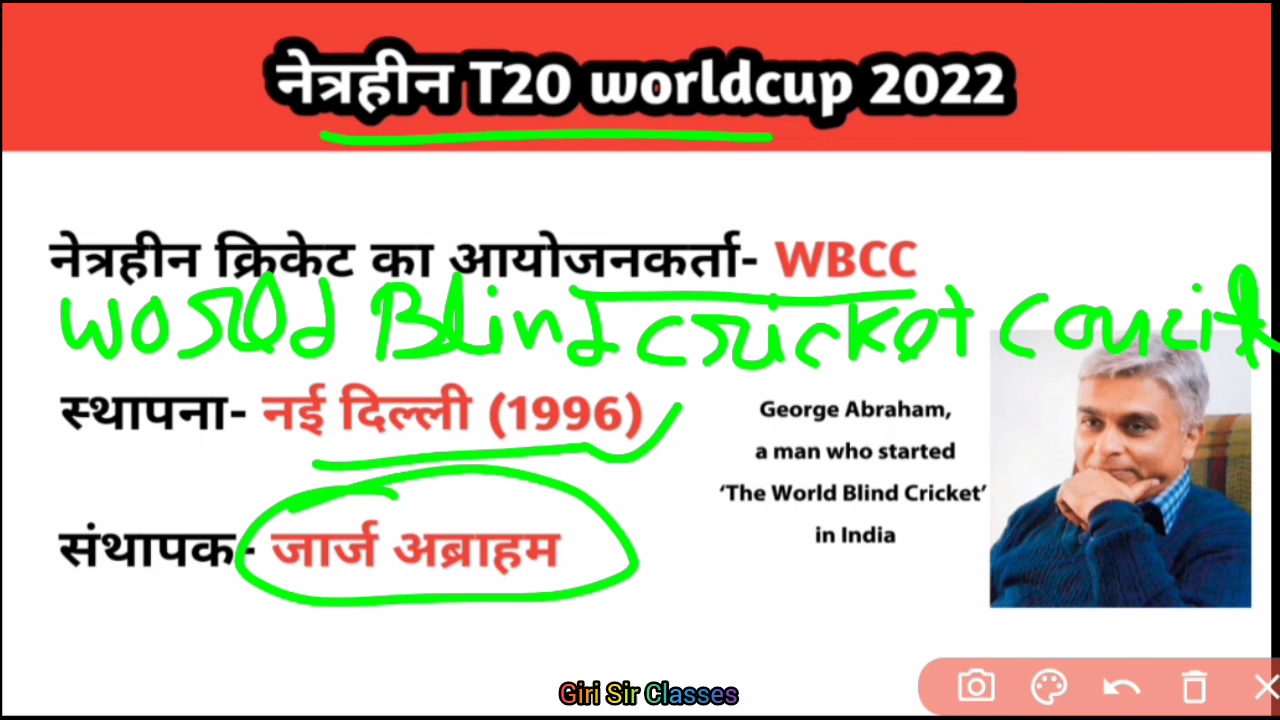 नेत्रहीन T20 worldcup 2022
नेत्रहीन क्रिकेट का आयोजनकर्ता- WBCC
World Blind cricket Concil
स्थापना- नई दिल्ली (1996)
George Abraham,
a man who started
‘The World Blind Cricket’
in India
संथापक- जार्ज अब्राहम
Giri Sir Classes